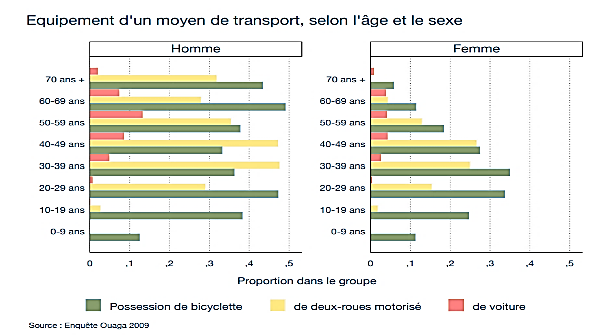 Equipement d'un moyen de transport, selon l'âge et le sexe
Homme Femme
70 ans + 70 ans +
60-69 ans 60-69 ans
50-59 ans 50-59 ans
40-49 ans 40-49 ans
30-39 ans 30-39 ans
20-29 ans 20-29 ans
10-19 ans 10-19 ans
0-9 ans 0-9 ans
0 ,1 ,2 ,3 ,4 ,5 0 ,1 ,2 ,3 ,4 ,5
Proportion dans le groupe
Possession de bicyclette de deux-roues motorisé de voiture
Source : Enquête Ouaga 2009